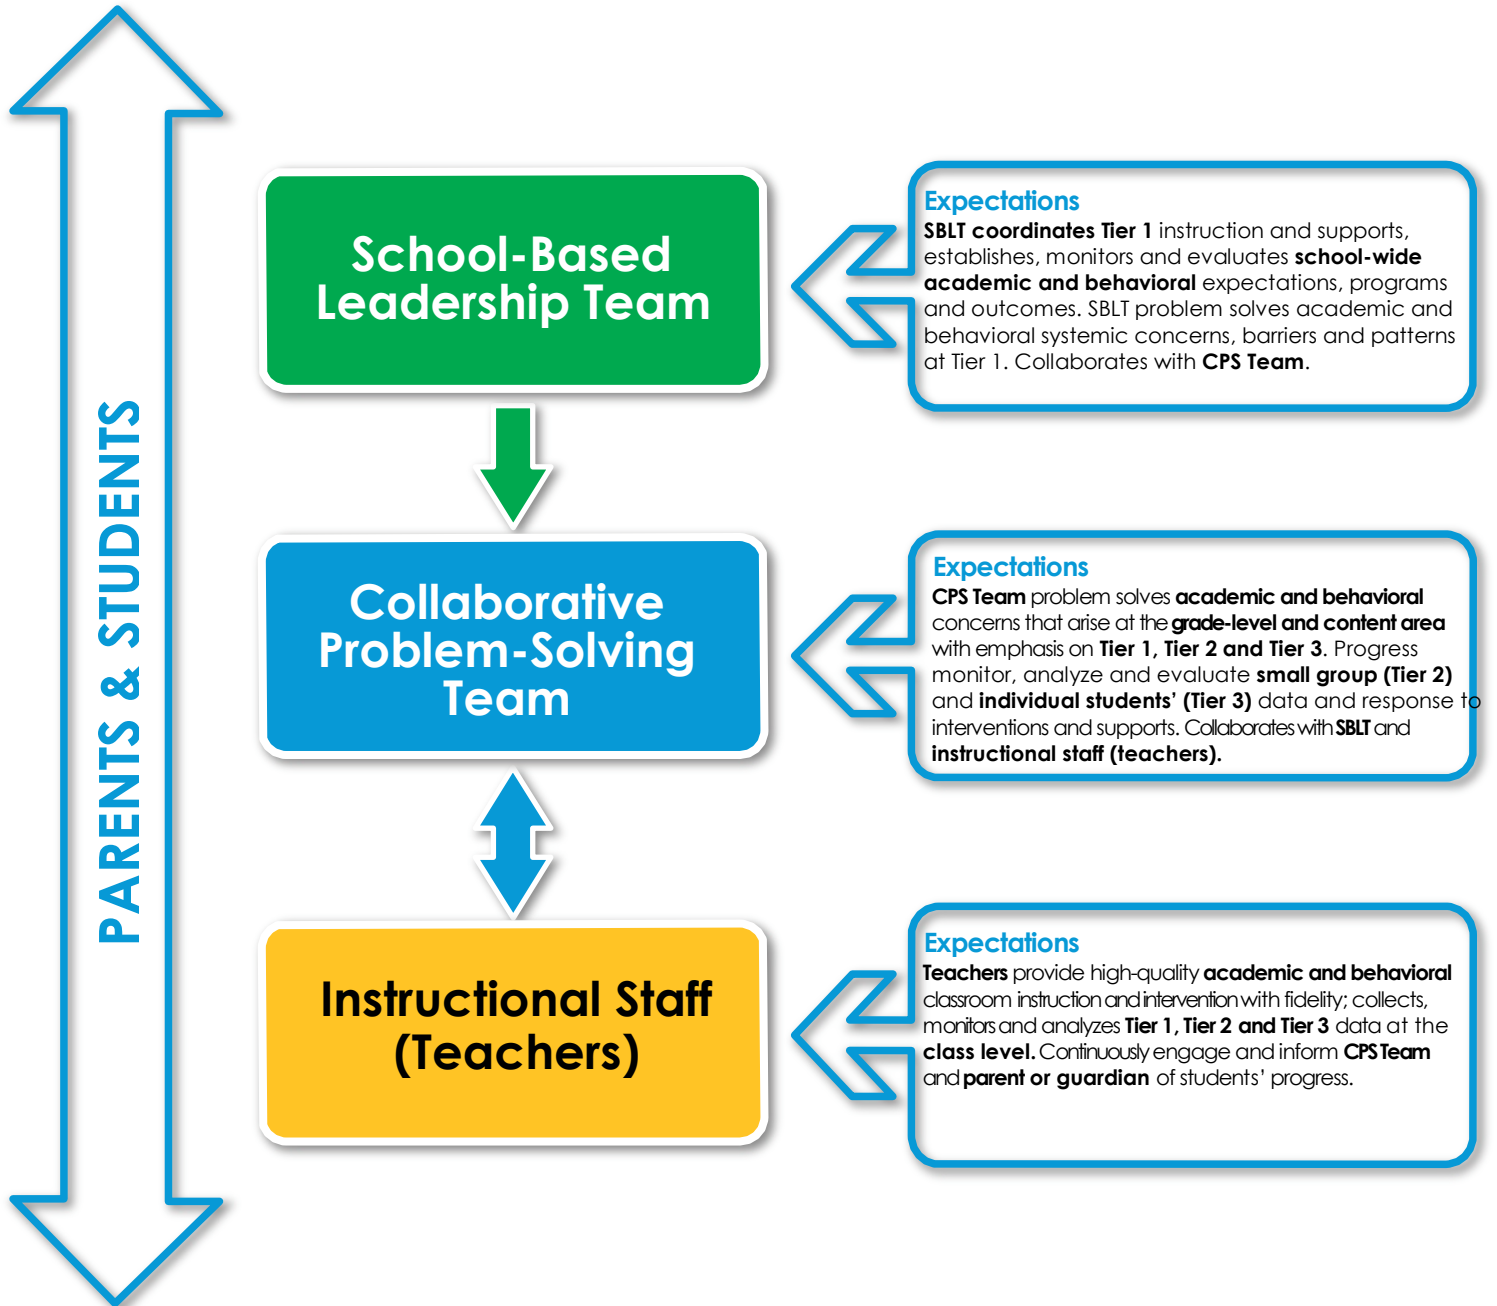 PARENTS & STUDENTS
School-Based
Leadership Team
Expectations
SBLT coordinates Tier 1 instruction and supports,
establishes, monitors and evaluates school-wide
academic and behavioral expectations, programs
and outcomes. SBLT problem solves academic and
behavioral systemic concerns, barriers and patterns
at Tier 1. Collaborates with CPS Team.
Collaborative
Problem-Solving
Team
Expectations
CPS Team problem solves academic and behavioral
concerns that arise at the grade-level and content area
with emphasis on Tier 1, Tier 2 and Tier 3. Progress
monitor, analyze and evaluate small group (Tier 2)
and individual students’ (Tier 3) data and response to
interventions and supports. Collaborates with SBLT and
instructional staff (teachers).
Instructional Staff
(Teachers)
Expectations
Teachers provide high-quality academic and behavioral
classroom instruction and intervention with fidelity; collects,
monitors and analyzes Tier 1, Tier 2 and Tier 3 data at the
class level. Continuously engage and inform CPS Team
and parent or guardian of students’ progress.